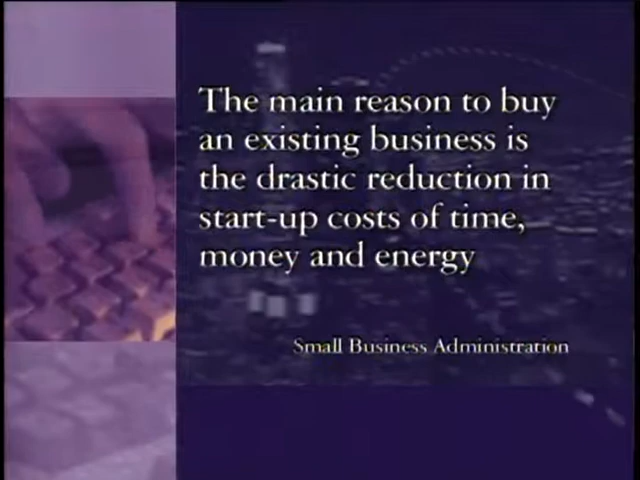 The main reason to buy
an existing business is
the drastic reduction in
start-up costs of time,
money and energy
Small Business Administration